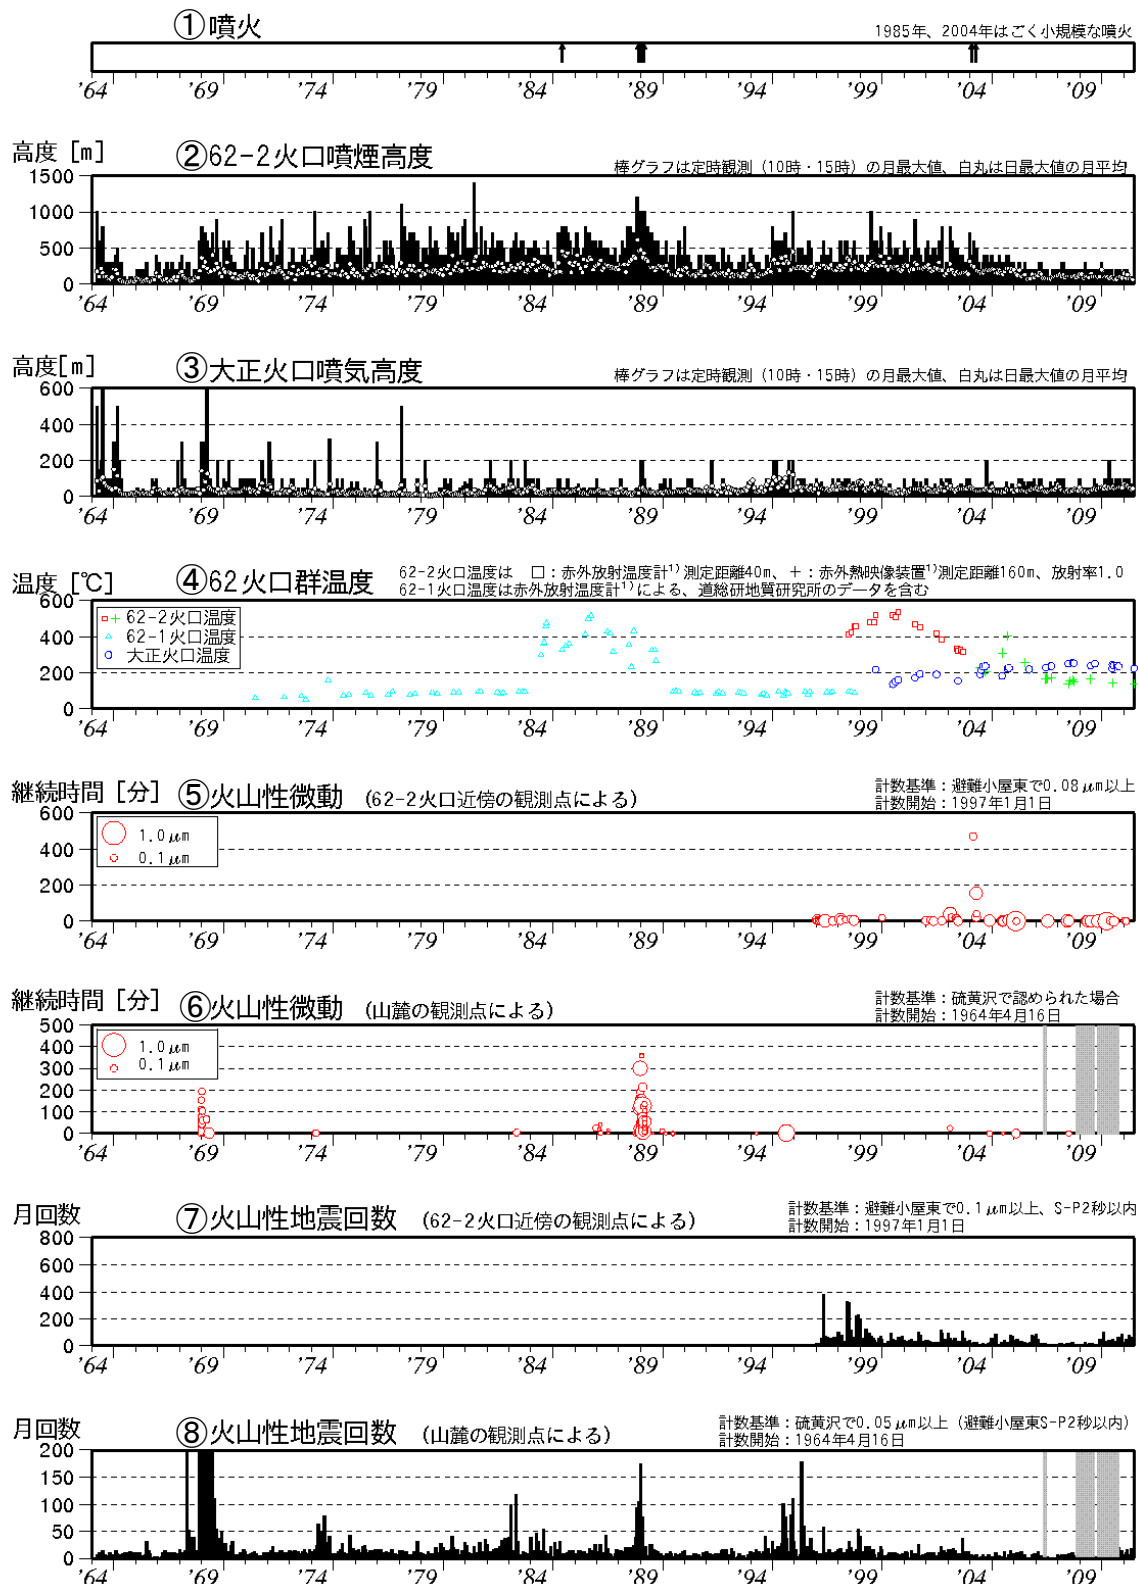 ①噴火
1985年、2004年はごく小規模な噴火
'64 '69 '74 '79 '84 '89 '94 '99 '04 '09
高度 [m]
②62-2火口噴煙高度
棒グラフは定時観測 (10時・15時) の月最大値、白丸は日最大値の月平均
1500
1000
500
0
'64 '69 '74 '79 '84 '89 '94 '99 '04 '09
高度[m]
③大正火口噴気高度
棒グラフは定時観測 (10時・15時) の月最大値、白丸は日最大値の月平均
600
400
200
0
'64 '69 '74 '79 '84 '89 '94 '99 '04 '09
温度 [℃]
④62火口群温度
62-2火口温度は □：赤外放射温度計1) 測定距離40m、＋：赤外熱映像装置1)測定距離160m、放射率1.0
62-1火口温度は赤外放射温度計1)による、道総研地質研究所のデータを含む
600
400
200
0
□+ 62-2火口温度
△ 62-1火口温度
○ 大正火口温度
'64 '69 '74 '79 '84 '89 '94 '99 '04 '09
継続時間 [分]
⑤火山性微動 (62-2火口近傍の観測点による)
計数基準：避難小屋東で0.08μm以上
計数開始：1997年1月1日
600
400
200
0
1.0μm
0.1μm
'64 '69 '74 '79 '84 '89 '94 '99 '04 '09
継続時間 [分]
⑥火山性微動 (山麓の観測点による)
計数基準：硫黄沢で認められた場合
計数開始：1964年4月16日
500
400
300
200
100
0
1.0μm
0.1μm
'64 '69 '74 '79 '84 '89 '94 '99 '04 '09
月回数
⑦火山性地震回数 (62-2火口近傍の観測点による)
計数基準：避難小屋東で0.1μm以上、S-P2秒以内
計数開始：1997年1月1日
800
600
400
200
0
'64 '69 '74 '79 '84 '89 '94 '99 '04 '09
月回数
⑧火山性地震回数 (山麓の観測点による)
計数基準：硫黄沢で0.05μm以上 (避難小屋東S-P2秒以内)
計数開始：1964年4月16日
200
150
100
50
0
'64 '69 '74 '79 '84 '89 '94 '99 '04 '09